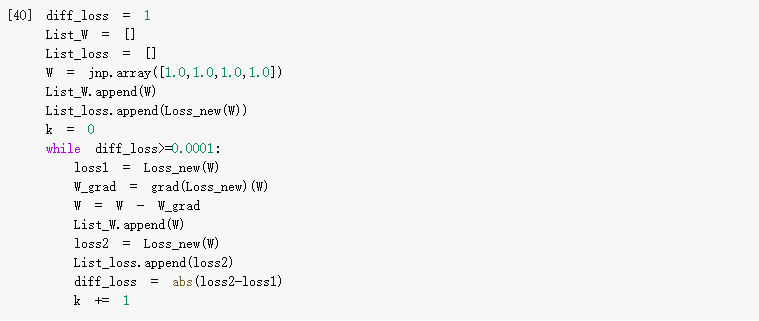 [40] diff_loss = 1
List_W = []
List_loss = []
W = jnp.array([1.0,1.0,1.0,1.0])
List_W.append(W)
List_loss.append(Loss_new(W))
k = 0
while diff_loss>=0.0001:
    loss1 = Loss_new(W)
    W_grad = grad(Loss_new)(W)
    W = W - W_grad
    List_W.append(W)
    loss2 = Loss_new(W)
    List_loss.append(loss2)
    diff_loss = abs(loss2-loss1)
    k += 1